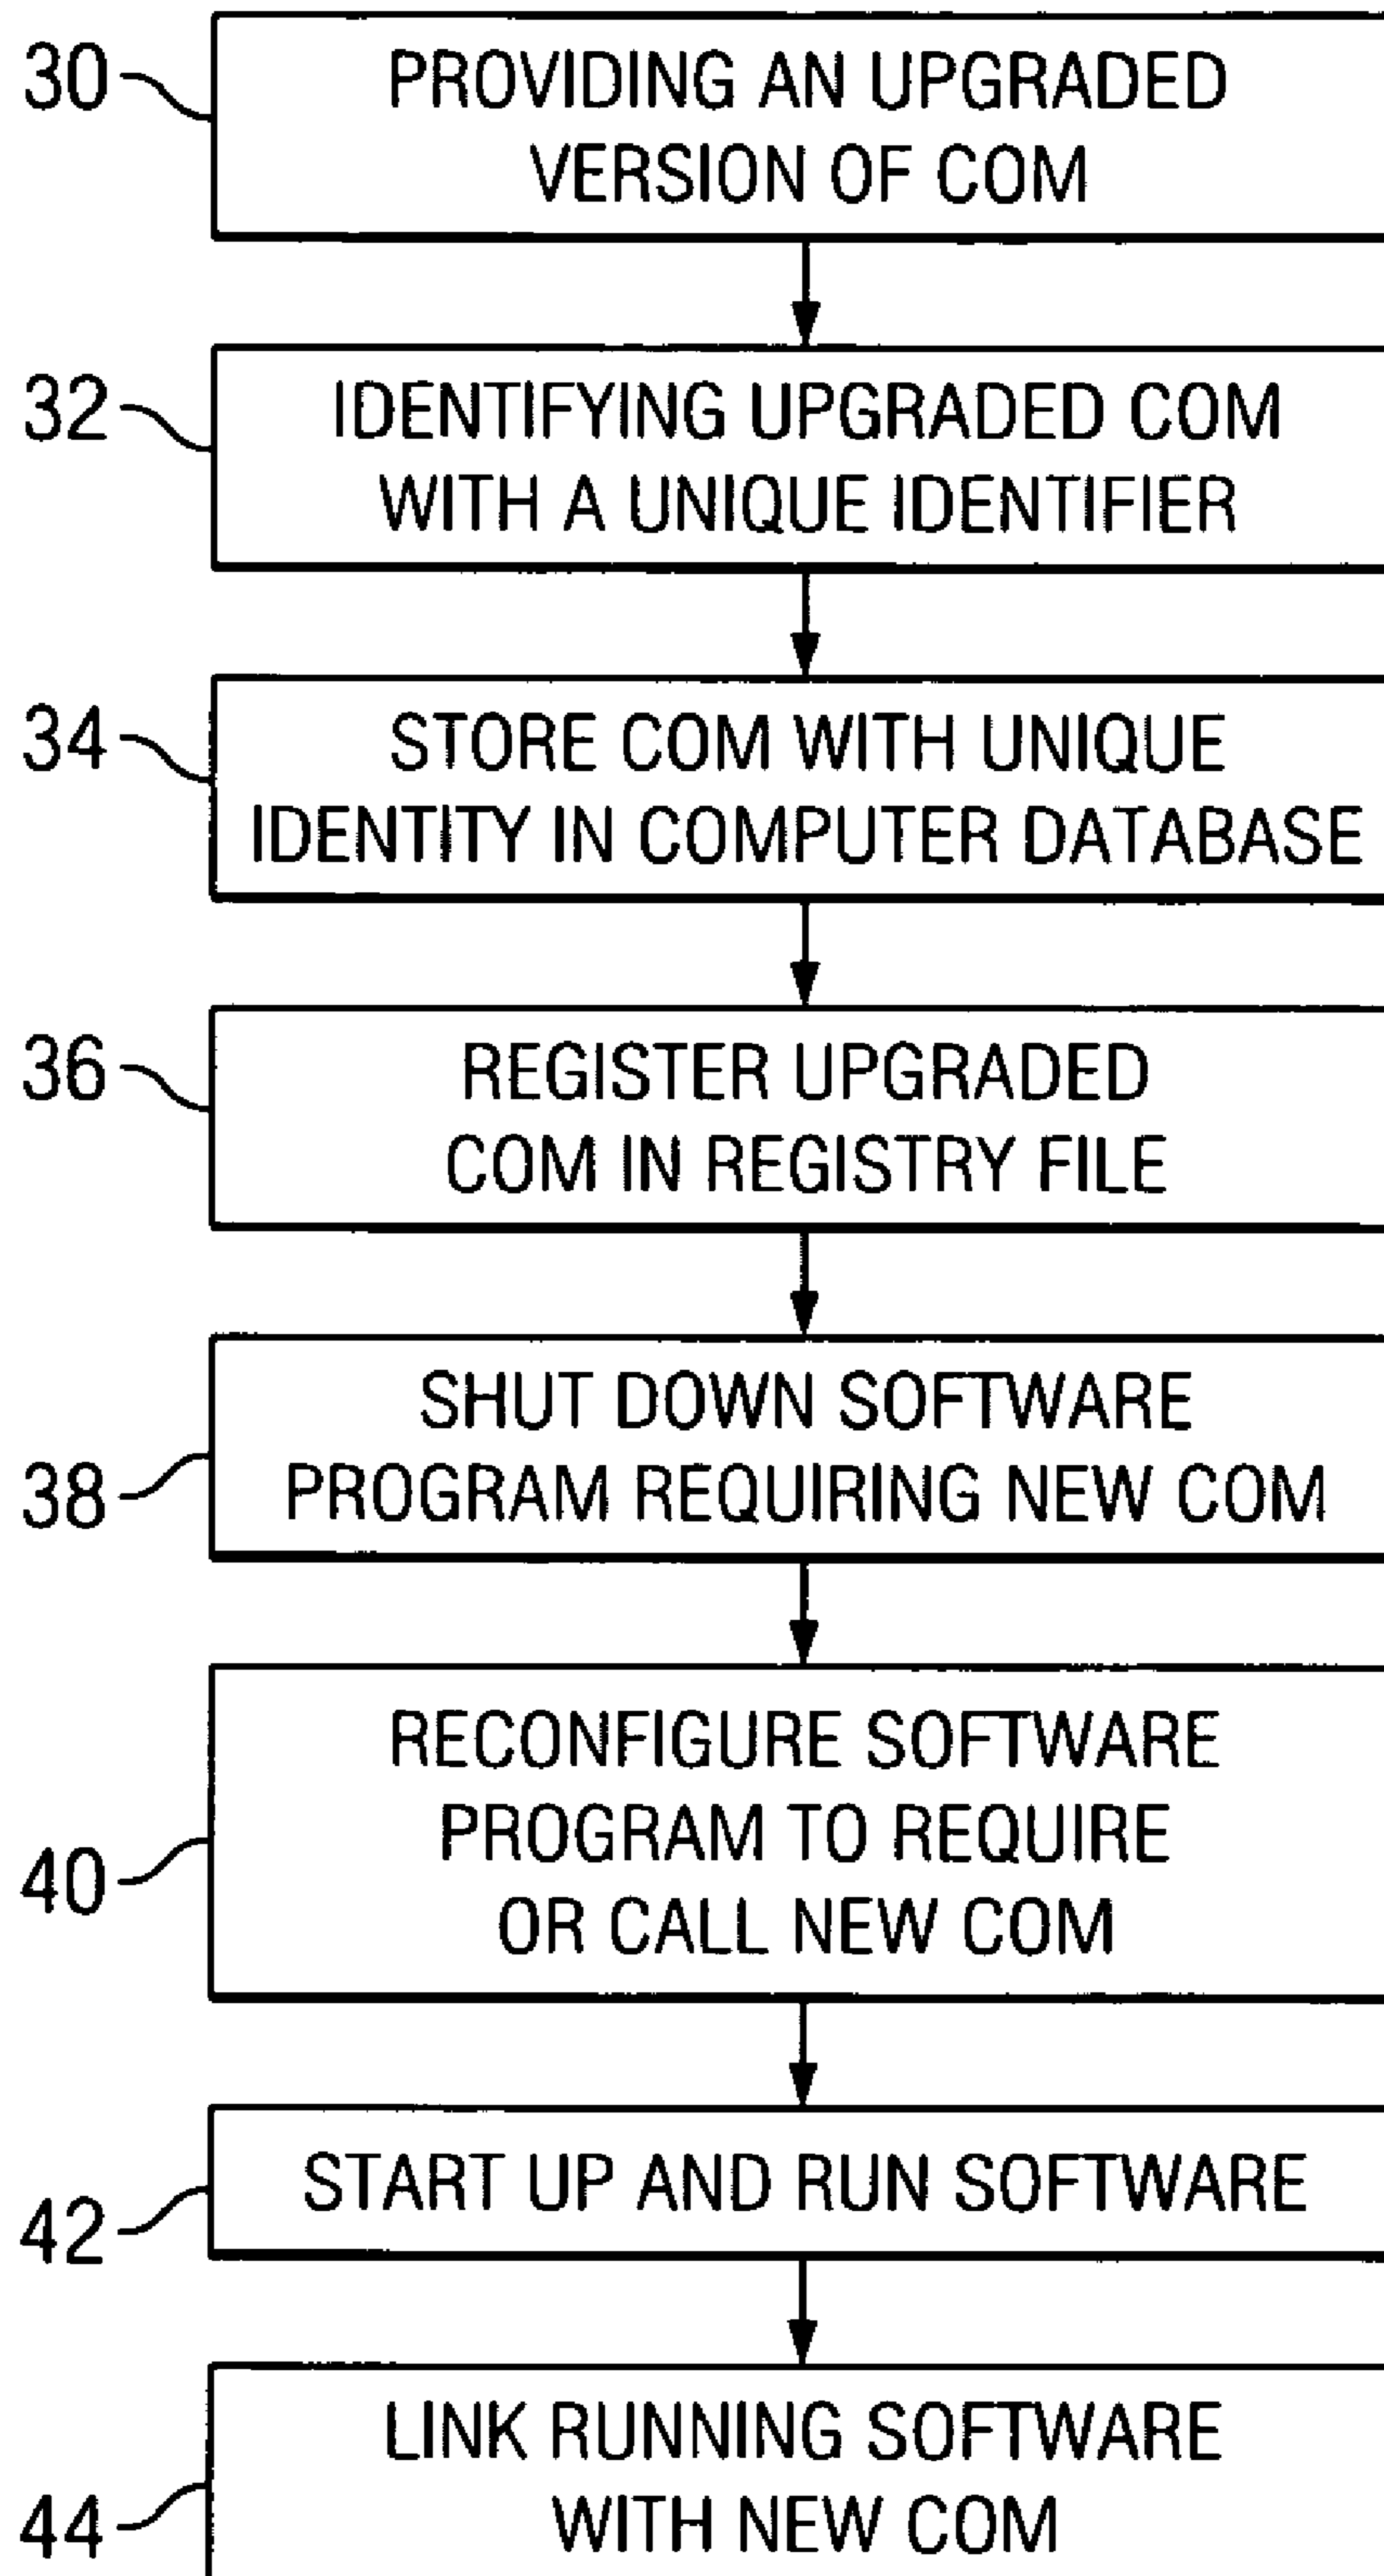 30
PROVIDING AN UPGRADED
VERSION OF COM
32
IDENTIFYING UPGRADED COM
WITH A UNIQUE IDENTIFIER
34
STORE COM WITH UNIQUE
IDENTITY IN COMPUTER DATABASE
36
REGISTER UPGRADED
COM IN REGISTRY FILE
38
SHUT DOWN SOFTWARE
PROGRAM REQUIRING NEW COM
40
RECONFIGURE SOFTWARE
PROGRAM TO REQUIRE
OR CALL NEW COM
42
START UP AND RUN SOFTWARE
44
LINK RUNNING SOFTWARE
WITH NEW COM